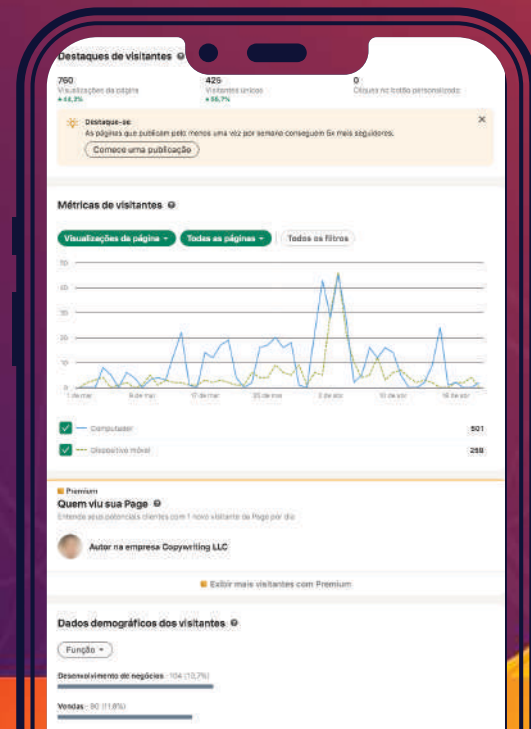 Destaques de visitantes
760
Visualizações da página
425
Visitantes únicos
0
Cliques no botão personalizado
Destaque-se
As páginas que publicam pelo menos uma vez por semana conseguem 5x mais seguidores.
Comece uma publicação
Métricas de visitantes
Visualizações da página
Todas as páginas
Todos os filtros
50
40
30
20
10
0
1 de mar
9 de mar
17 de mar
25 de mar
2 de abr
10 de abr
18 de abr
Computador 501
Dispositivo móvel 259
Premium
Quem viu sua Page
Entenda seus potenciais clientes com 1 novo visitante da Page por dia
Autor na empresa Copywriting LLC
Exibir mais visitantes com Premium
Dados demográficos dos visitantes
Função
Desenvolvimento de negócios · 104 (13,7%)
Vendas · 90 (11,8%)